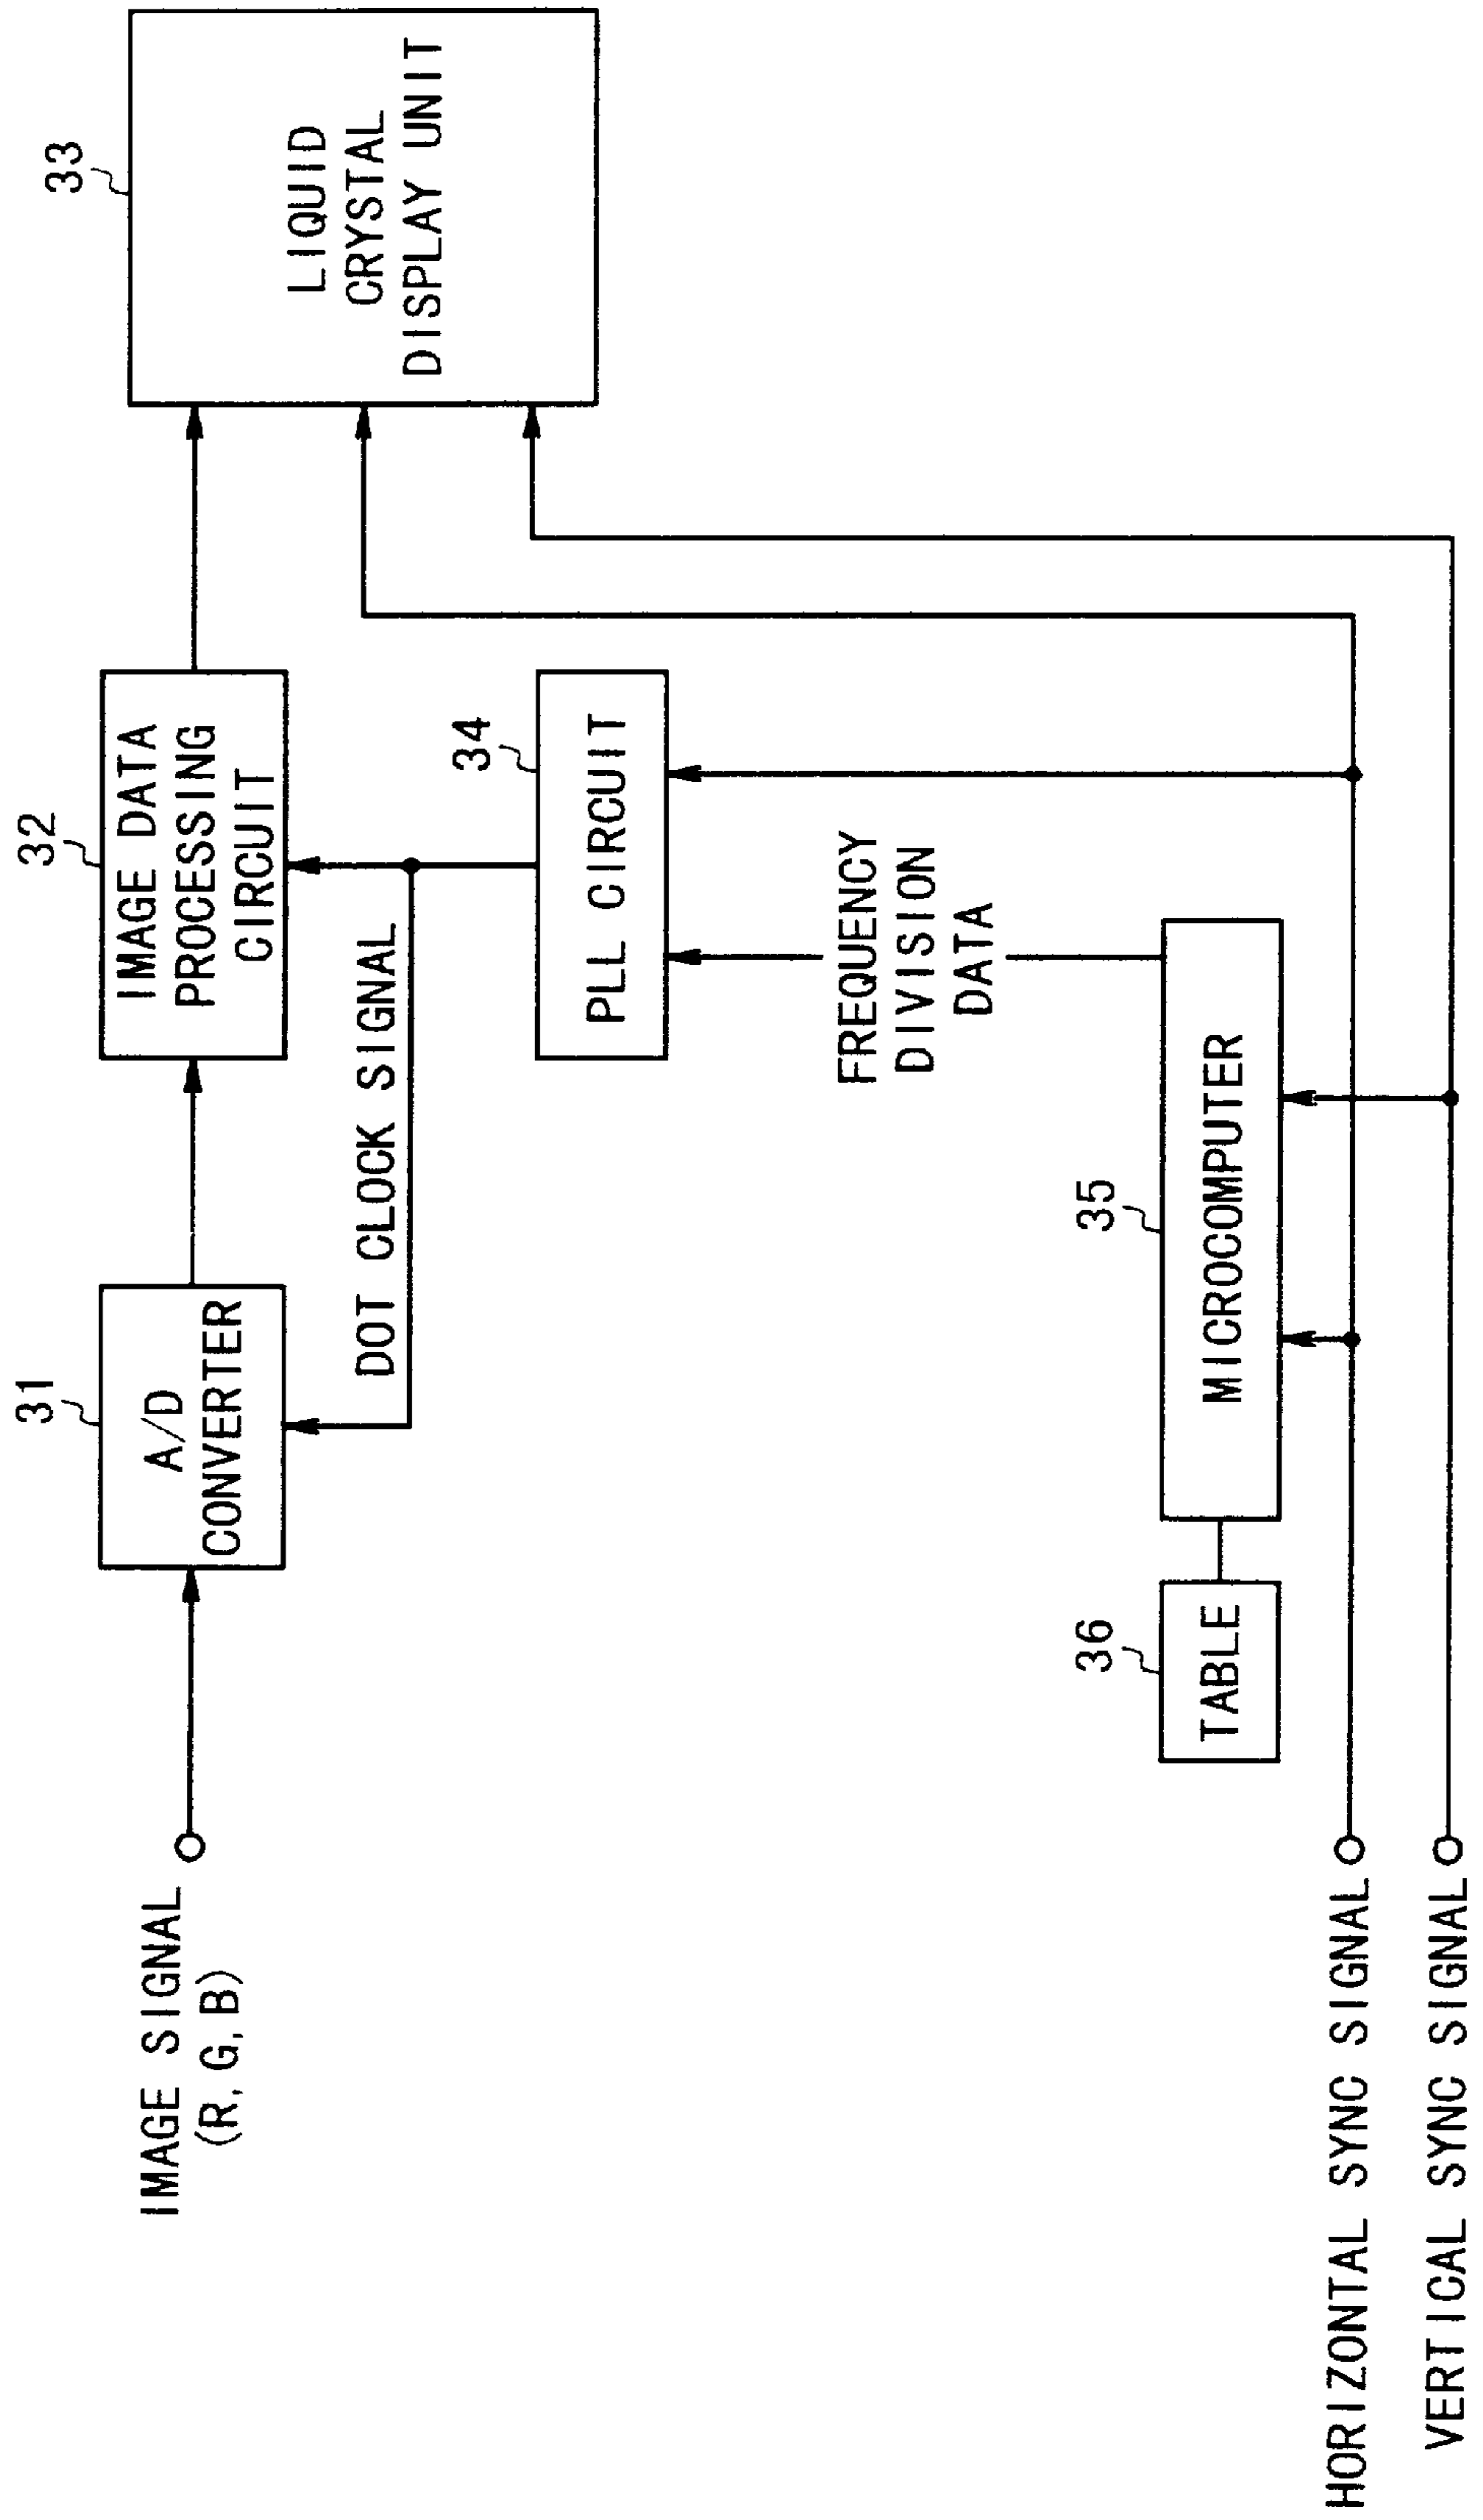 31
A/D
CONVERTER
32
IMAGE DATA
PROCESSING
CIRCUIT
33
LIQUID
CRYSTAL
DISPLAY UNIT
IMAGE SIGNAL
(R, G, B)
DOT CLOCK SIGNAL
34
PLL CIRCUIT
FREQUENCY
DIVISION
DATA
36
TABLE
35
MICROCOMPUTER
HORIZONTAL SYNC SIGNAL
VERTICAL SYNC SIGNAL